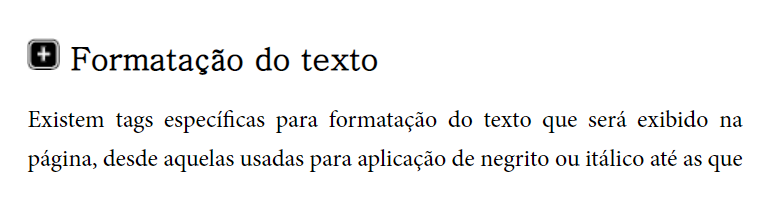 Formatação do texto
Existem tags específicas para formatação do texto que será exibido na
página, desde aquelas usadas para aplicação de negrito ou itálico até as que